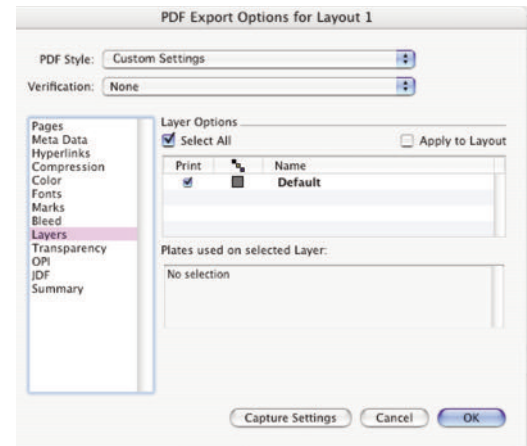 PDF Export Options for Layout 1
PDF Style: Custom Settings
Verification: None
Pages
Meta Data
Hyperlinks
Compression
Color
Fonts
Marks
Bleed
Layers
Transparency
OPI
JDF
Summary
Layer Options
Select All Apply to Layout
Print Name
Default
Plates used on selected Layer:
No selection
Capture Settings Cancel OK